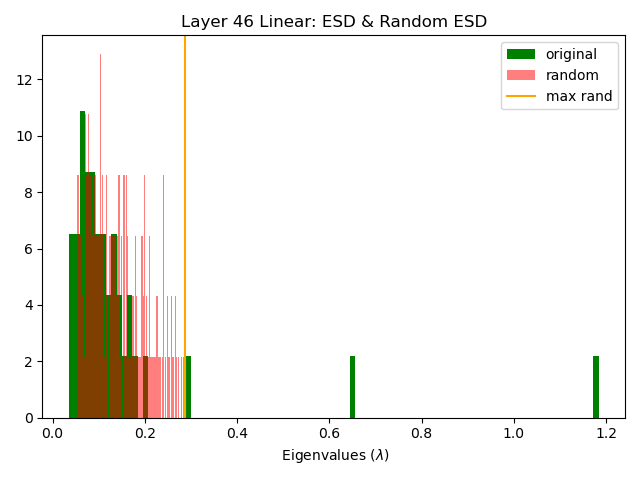 Layer 46 Linear: ESD & Random ESD
original
random
max rand
12
10
8
6
4
2
0
0.0 0.2 0.4 0.6 0.8 1.0 1.2
Eigenvalues (λ)